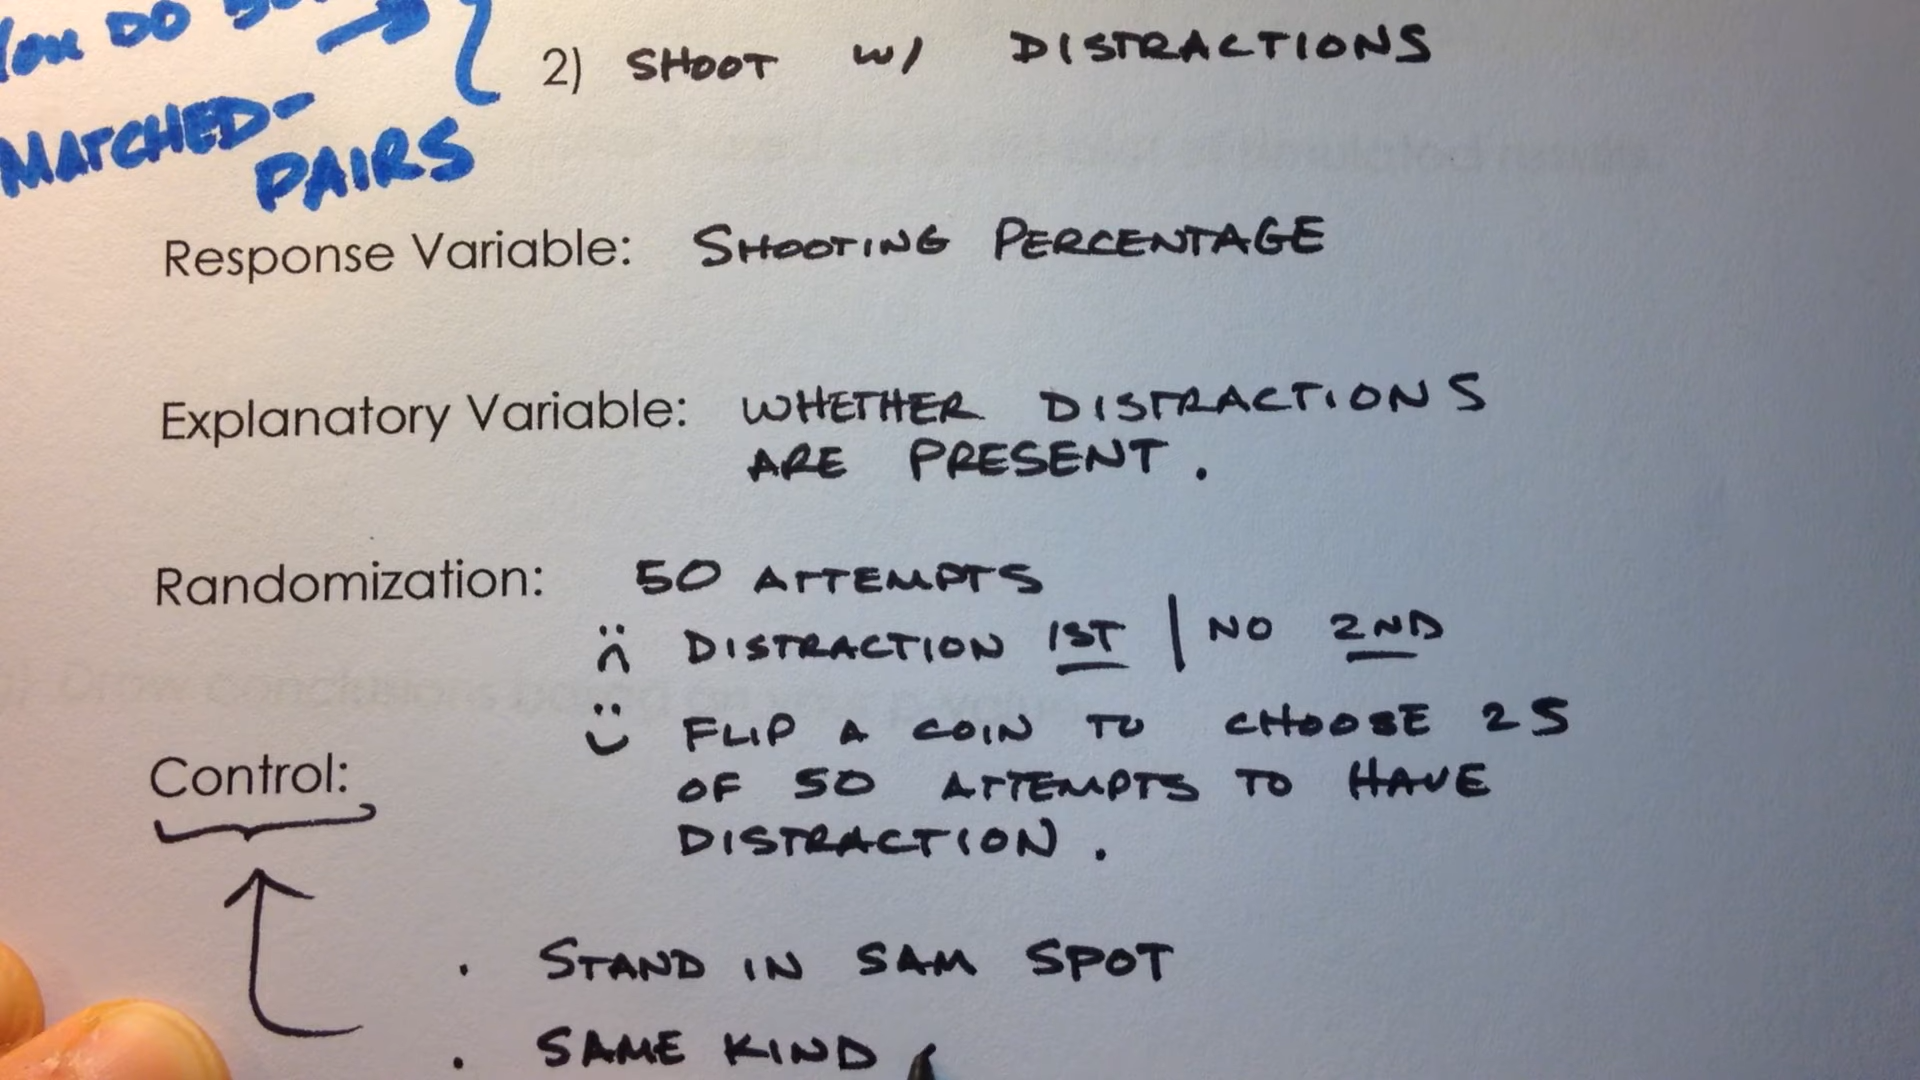 You DO
2) SHOOT W/ DISTRACTIONS
MATCHED-
PAIRS
Response Variable: SHOOTING PERCENTAGE
Explanatory Variable: WHETHER DISTRACTIONS
ARE PRESENT.
Randomization: 50 ATTEMPTS
DISTRACTION 1ST | NO 2ND
FLIP A COIN TO CHOOSE 25
OF 50 ATTEMPTS TO HAVE
DISTRACTION.
Control:
· STAND IN SAM SPOT
· SAME KIND